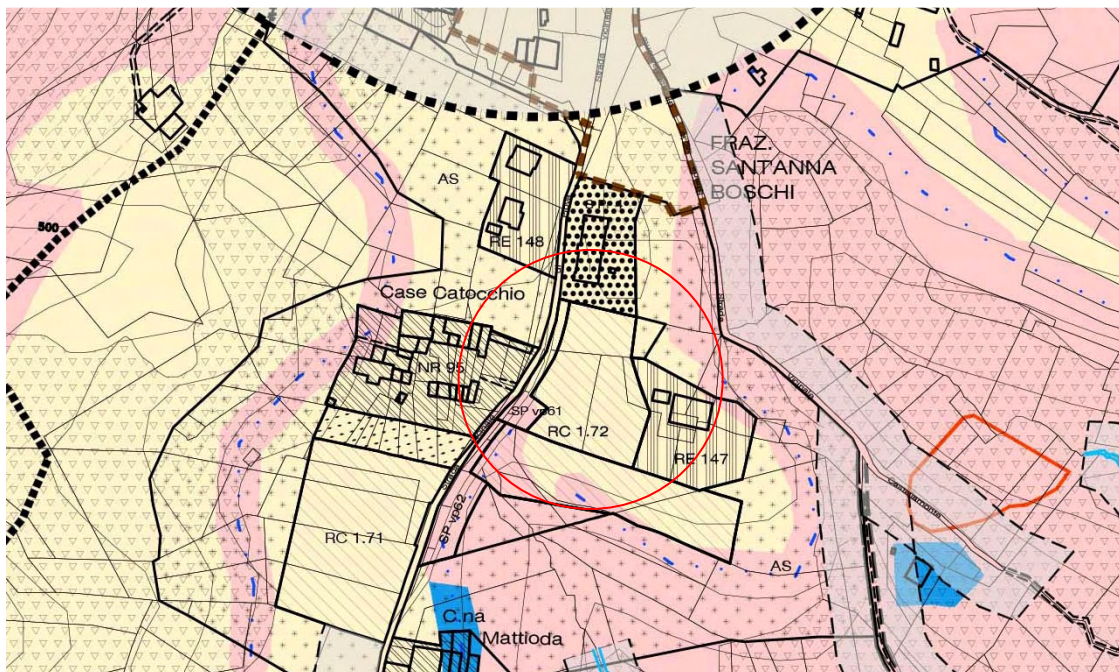 FRAZ.
SANT'ANNA
BOSCHI
AS
RE 148
500
Case Catocchio
NR 95
SP vp61
RC 1.72
RE 147
SP vp62
RC 1.71
AS
C.na
Mattioda